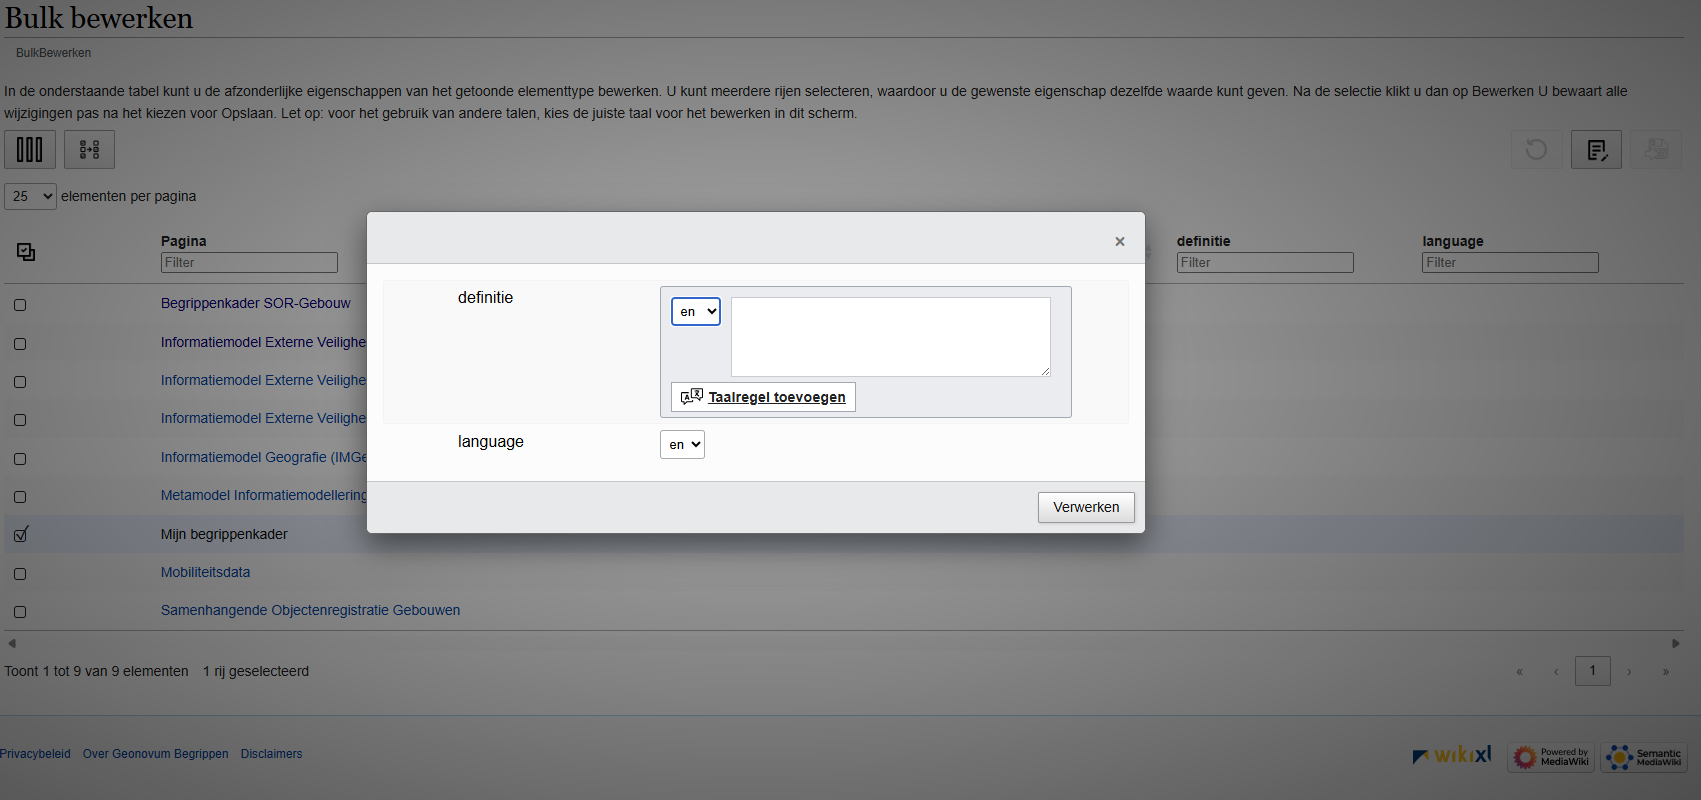 Bulk bewerken
BulkBewerken
In de onderstaande tabel kunt u de afzonderlijke eigenschappen van het getoonde elementtype bewerken. U kunt meerdere rijen selecteren, waardoor u de gewenste eigenschap dezelfde waarde kunt geven. Na de selectie klikt u dan op Bewerken U bewaart alle
wijzigingen pas na het kiezen voor Opslaan. Let op: voor het gebruik van andere talen, kies de juiste taal voor het bewerken in dit scherm.
25 elementen per pagina
Pagina definitie language
Filter Filter Filter
×
definitie en
Taalregel toevoegen
language en
Verwerken
Begrippenkader SOR-Gebouw
Informatiemodel Externe Veilighe
Informatiemodel Externe Veilighe
Informatiemodel Externe Veilighe
Informatiemodel Geografie (IMGe
Metamodel Informatiemodellering
Mijn begrippenkader
Mobiliteitsdata
Samenhangende Objectenregistratie Gebouwen
Toont 1 tot 9 van 9 elementen 1 rij geselecteerd
« ‹ 1 › »
Privacybeleid Over Geonovum Begrippen Disclaimers
wikixl
Powered by
MediaWiki
Semantic
MediaWiki